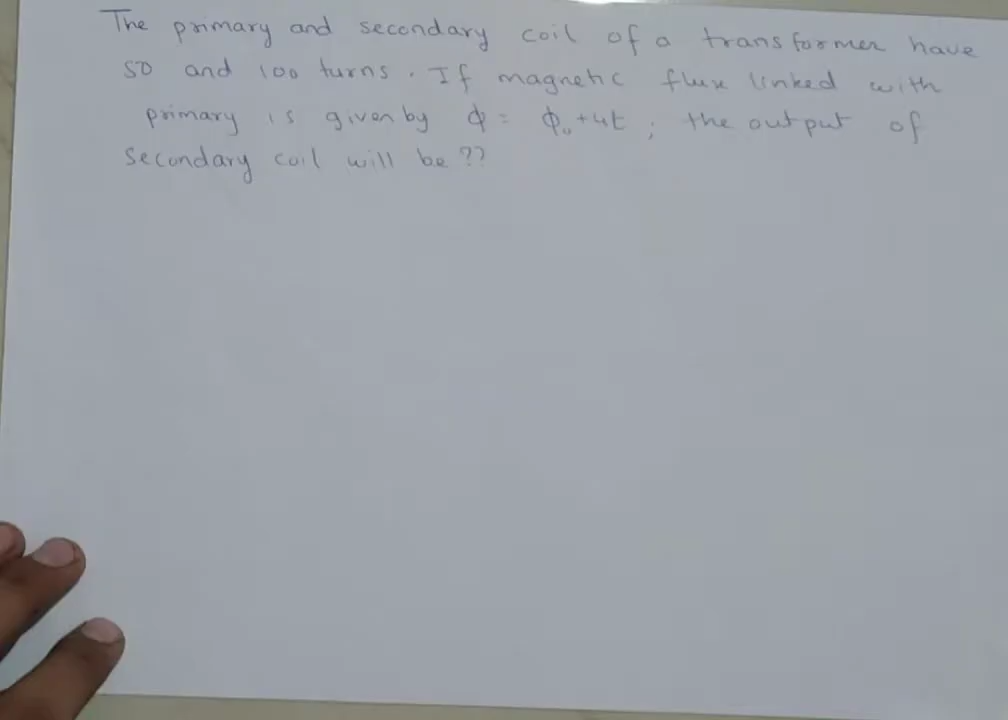 The primary and secondary coil of a transformer have
50 and 100 turns. If magnetic flux linked with
primary is given by ϕ = ϕ₀+4t ; the output of
secondary coil will be ??